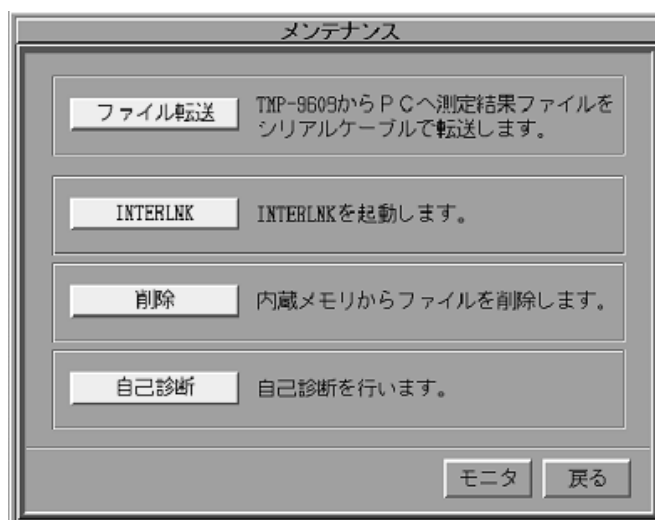 メンテナンス
ファイル転送
TMP-9609からPCへ測定結果ファイルを
シリアルケーブルで転送します。
INTERLNK
INTERLNKを起動します。
削除
内蔵メモリからファイルを削除します。
自己診断
自己診断を行います。
モニタ
戻る